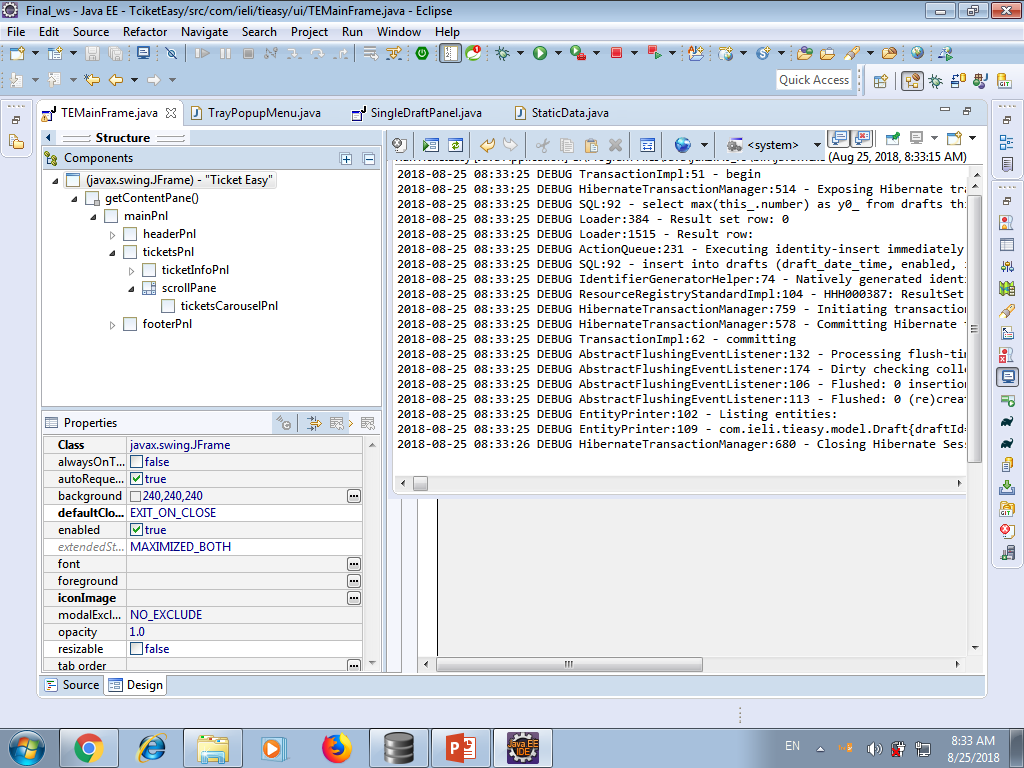 Final_ws - Java EE - TciketEasy/src/com/ieli/tieasy/ui/TEMainFrame.java - Eclipse
File Edit Source Refactor Navigate Search Project Run Window Help
Quick Access
TEMainFrame.java TrayPopupMenu.java SingleDraftPanel.java StaticData.java
Structure
Components
(javax.swing.JFrame) - "Ticket Easy"
getContentPane()
mainPnl
headerPnl
ticketsPnl
ticketInfoPnl
scrollPane
ticketsCarouselPnl
footerPnl
Properties
Class javax.swing.JFrame
alwaysOnT... false
autoReque... true
background 240,240,240
defaultClo... EXIT_ON_CLOSE
enabled true
extendedSt... MAXIMIZED_BOTH
font
foreground
iconImage
modalExcl... NO_EXCLUDE
opacity 1.0
resizable false
tab order
Source Design
<system>
(Aug 25, 2018, 8:33:15 AM)
2018-08-25 08:33:25 DEBUG TransactionImpl:51 - begin
2018-08-25 08:33:25 DEBUG HibernateTransactionManager:514 - Exposing Hibernate tra
2018-08-25 08:33:25 DEBUG SQL:92 - select max(this_.number) as y0_ from drafts thi
2018-08-25 08:33:25 DEBUG Loader:384 - Result set row: 0
2018-08-25 08:33:25 DEBUG Loader:1515 - Result row:
2018-08-25 08:33:25 DEBUG ActionQueue:231 - Executing identity-insert immediately
2018-08-25 08:33:25 DEBUG SQL:92 - insert into drafts (draft_date_time, enabled,
2018-08-25 08:33:25 DEBUG IdentifierGeneratorHelper:74 - Natively generated identi
2018-08-25 08:33:25 DEBUG ResourceRegistryStandardImpl:104 - HHH000387: ResultSet
2018-08-25 08:33:25 DEBUG HibernateTransactionManager:759 - Initiating transaction
2018-08-25 08:33:25 DEBUG HibernateTransactionManager:578 - Committing Hibernate
2018-08-25 08:33:25 DEBUG TransactionImpl:62 - committing
2018-08-25 08:33:25 DEBUG AbstractFlushingEventListener:132 - Processing flush-tim
2018-08-25 08:33:25 DEBUG AbstractFlushingEventListener:174 - Dirty checking colle
2018-08-25 08:33:25 DEBUG AbstractFlushingEventListener:106 - Flushed: 0 insertion
2018-08-25 08:33:25 DEBUG AbstractFlushingEventListener:113 - Flushed: 0 (re)creat
2018-08-25 08:33:25 DEBUG EntityPrinter:102 - Listing entities:
2018-08-25 08:33:25 DEBUG EntityPrinter:109 - com.ieli.tieasy.model.Draft{draftId=
2018-08-25 08:33:26 DEBUG HibernateTransactionManager:680 - Closing Hibernate Sess
EN
8:33 AM
8/25/2018